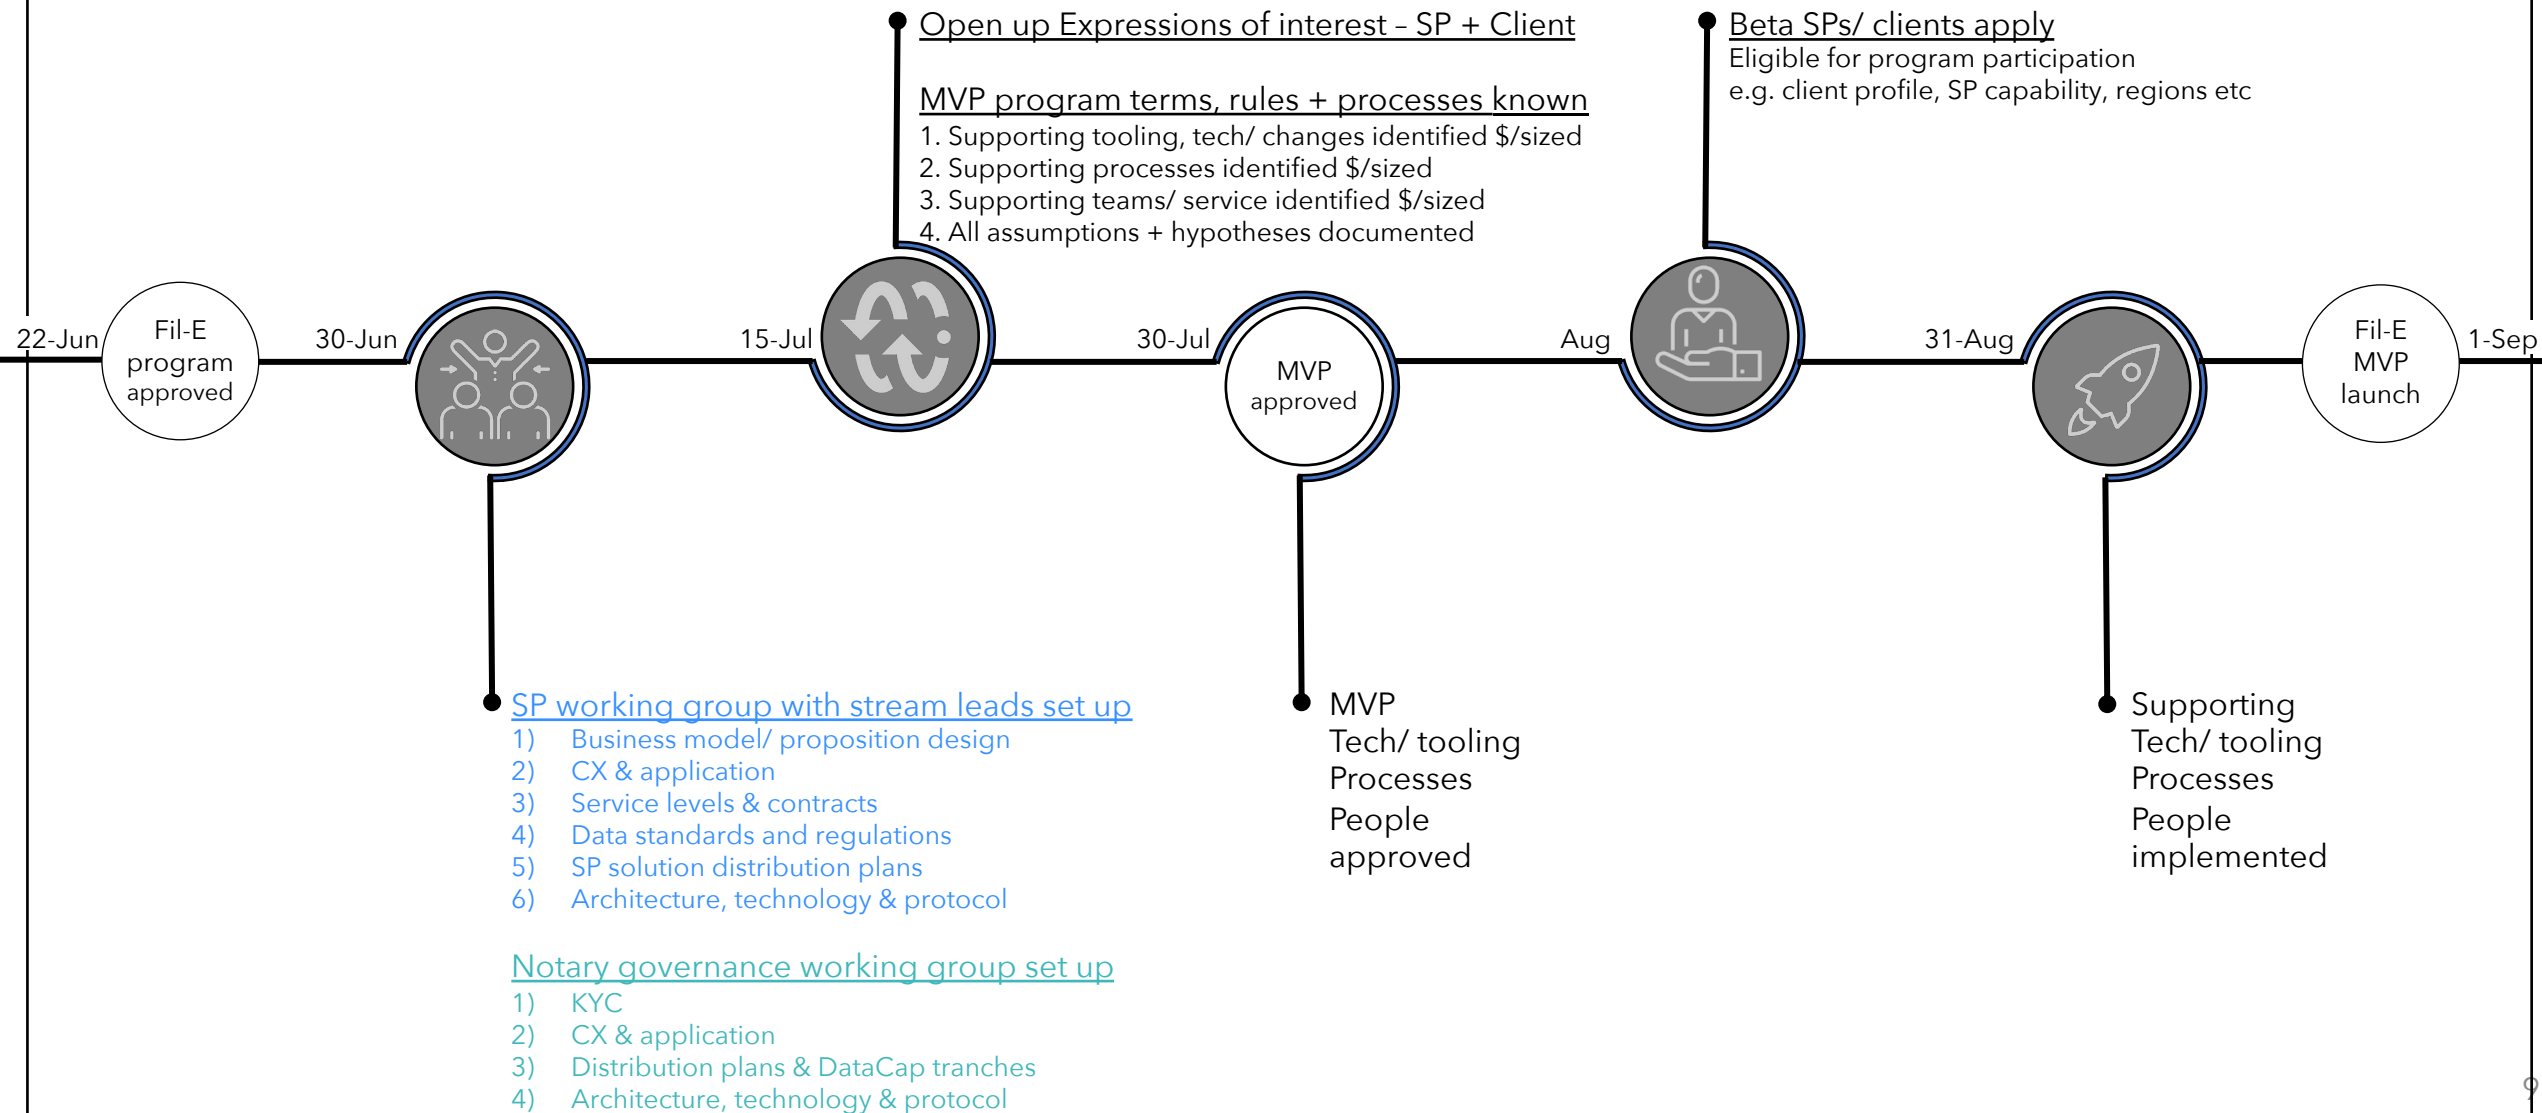 Open up Expressions of interest – SP + Client
MVP program terms, rules + processes known
1. Supporting tooling, tech/ changes identified $/sized
2. Supporting processes identified $/sized
3. Supporting teams/ service identified $/sized
4. All assumptions + hypotheses documented
Beta SPs/ clients apply
Eligible for program participation
e.g. client profile, SP capability, regions etc
22-Jun
Fil-E
program
approved
30-Jun
15-Jul
30-Jul
MVP
approved
Aug
31-Aug
Fil-E
MVP
launch
1-Sep
SP working group with stream leads set up
1) Business model/ proposition design
2) CX & application
3) Service levels & contracts
4) Data standards and regulations
5) SP solution distribution plans
6) Architecture, technology & protocol
Notary governance working group set up
1) KYC
2) CX & application
3) Distribution plans & DataCap tranches
4) Architecture, technology & protocol
MVP
Tech/ tooling
Processes
People
approved
Supporting
Tech/ tooling
Processes
People
implemented
9